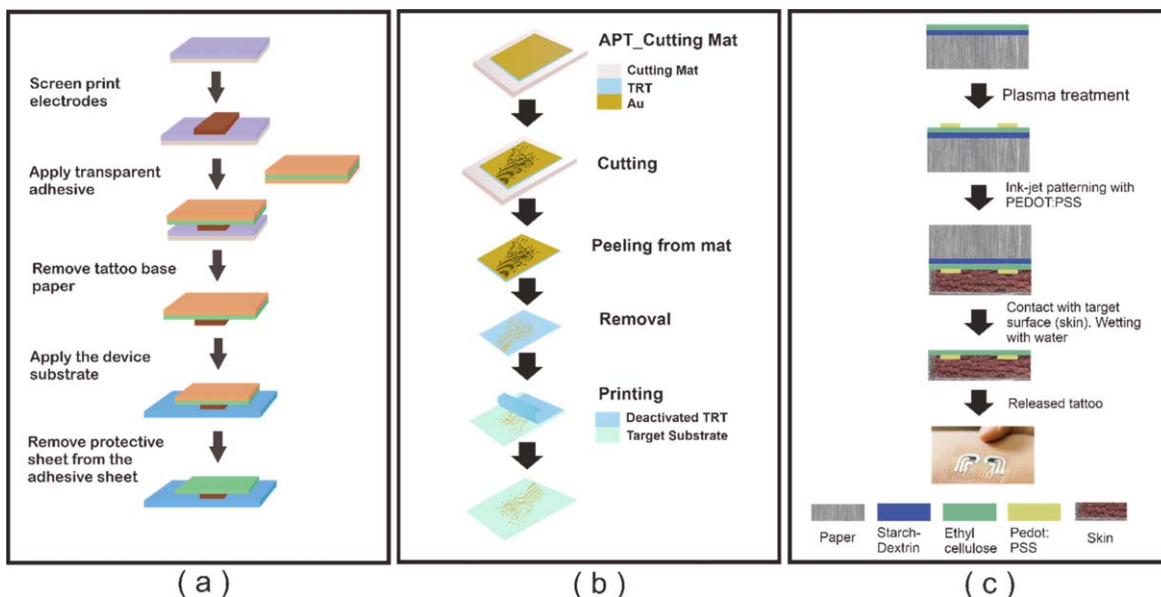 Screen print
electrodes
Apply transparent
adhesive
Remove tattoo base
paper
Apply the device
substrate
Remove protective
sheet from the
adhesive sheet
( a )
APT_Cutting Mat
Cutting Mat
TRT
Au
Cutting
Peeling from mat
Removal
Printing
Deactivated TRT
Target Substrate
( b )
Plasma treatment
Ink-jet patterning with
PEDOT:PSS
Contact with target
surface (skin). Wetting
with water
Released tattoo
Paper
Starch-
Dextrin
Ethyl
cellulose
Pedot:
PSS
Skin
( c )